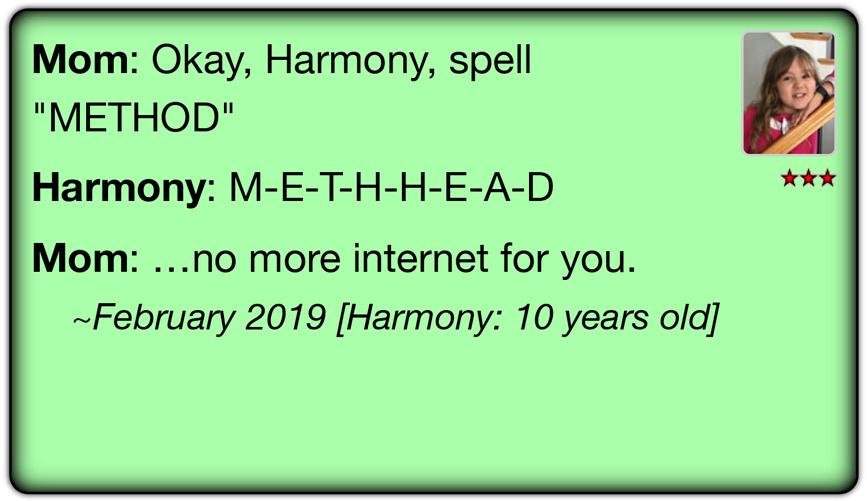 Mom: Okay, Harmony, spell
"METHOD"
Harmony: M-E-T-H-H-E-A-D
Mom: …no more internet for you.
~February 2019 [Harmony: 10 years old]